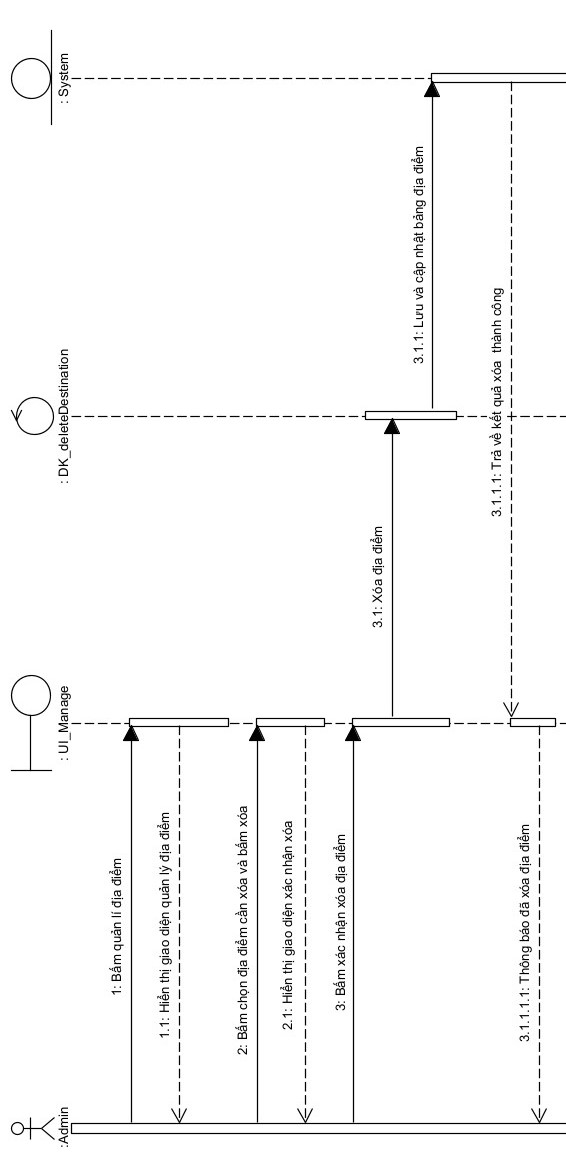 :Admin
: UI_Manage
: DK_deleteDestination
: System
1: Bấm quản lí địa điểm
1.1: Hiển thị giao diện quản lý địa điểm
2: Bấm chọn địa điểm cần xóa và bấm xóa
2.1: Hiển thị giao diện xác nhận xóa
3: Bấm xác nhận xóa địa điểm
3.1: Xóa địa điểm
3.1.1: Lưu và cập nhật bảng địa điểm
3.1.1.1: Trả về kết quả xóa thành công
3.1.1.1.1: Thông báo đã xóa địa điểm